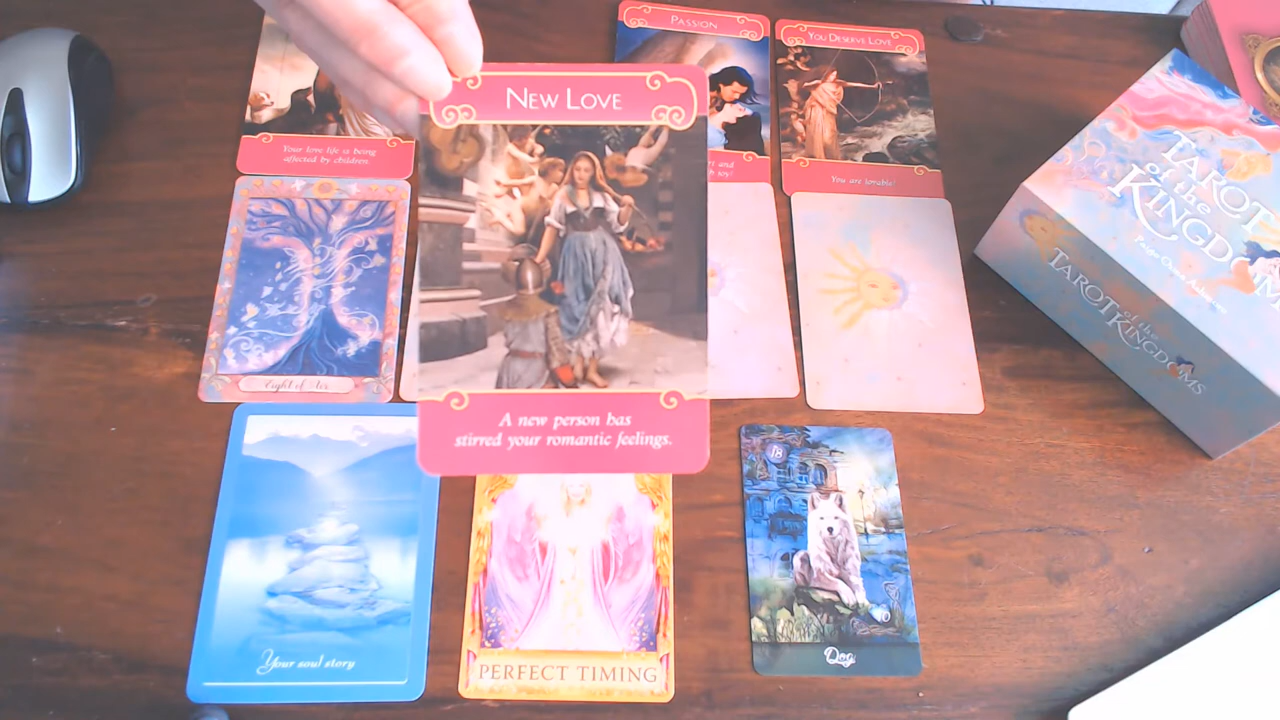 PASSION
YOU DESERVE LOVE
NEW LOVE
Your love life is being
affected by children.
and
joy!
You are lovable!
TAROT
of the
KINGDOMS
TAROT
of the
KINGDOMS
Eight of Air
A new person has
stirred your romantic feelings.
18
Your soul story
PERFECT TIMING
Dog